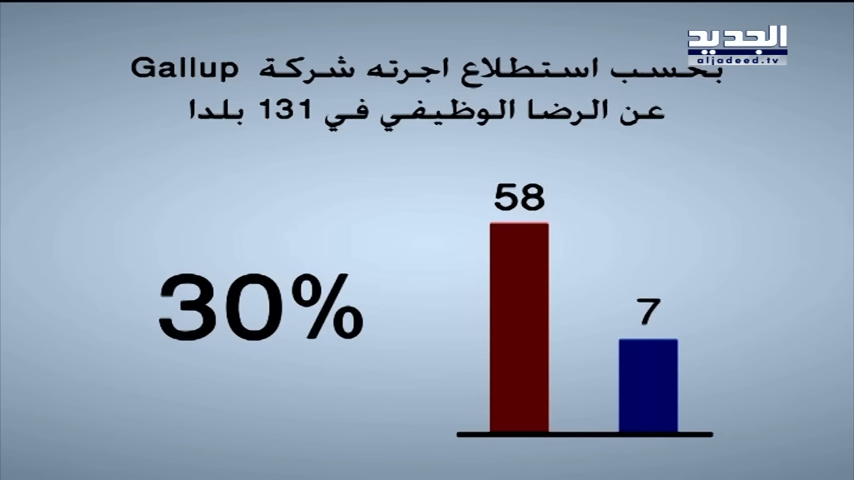 الجديد
aljadeed.tv
بحسب استطلاع اجرته شركة Gallup
عن الرضا الوظيفي في 131 بلدا
58
7
30%